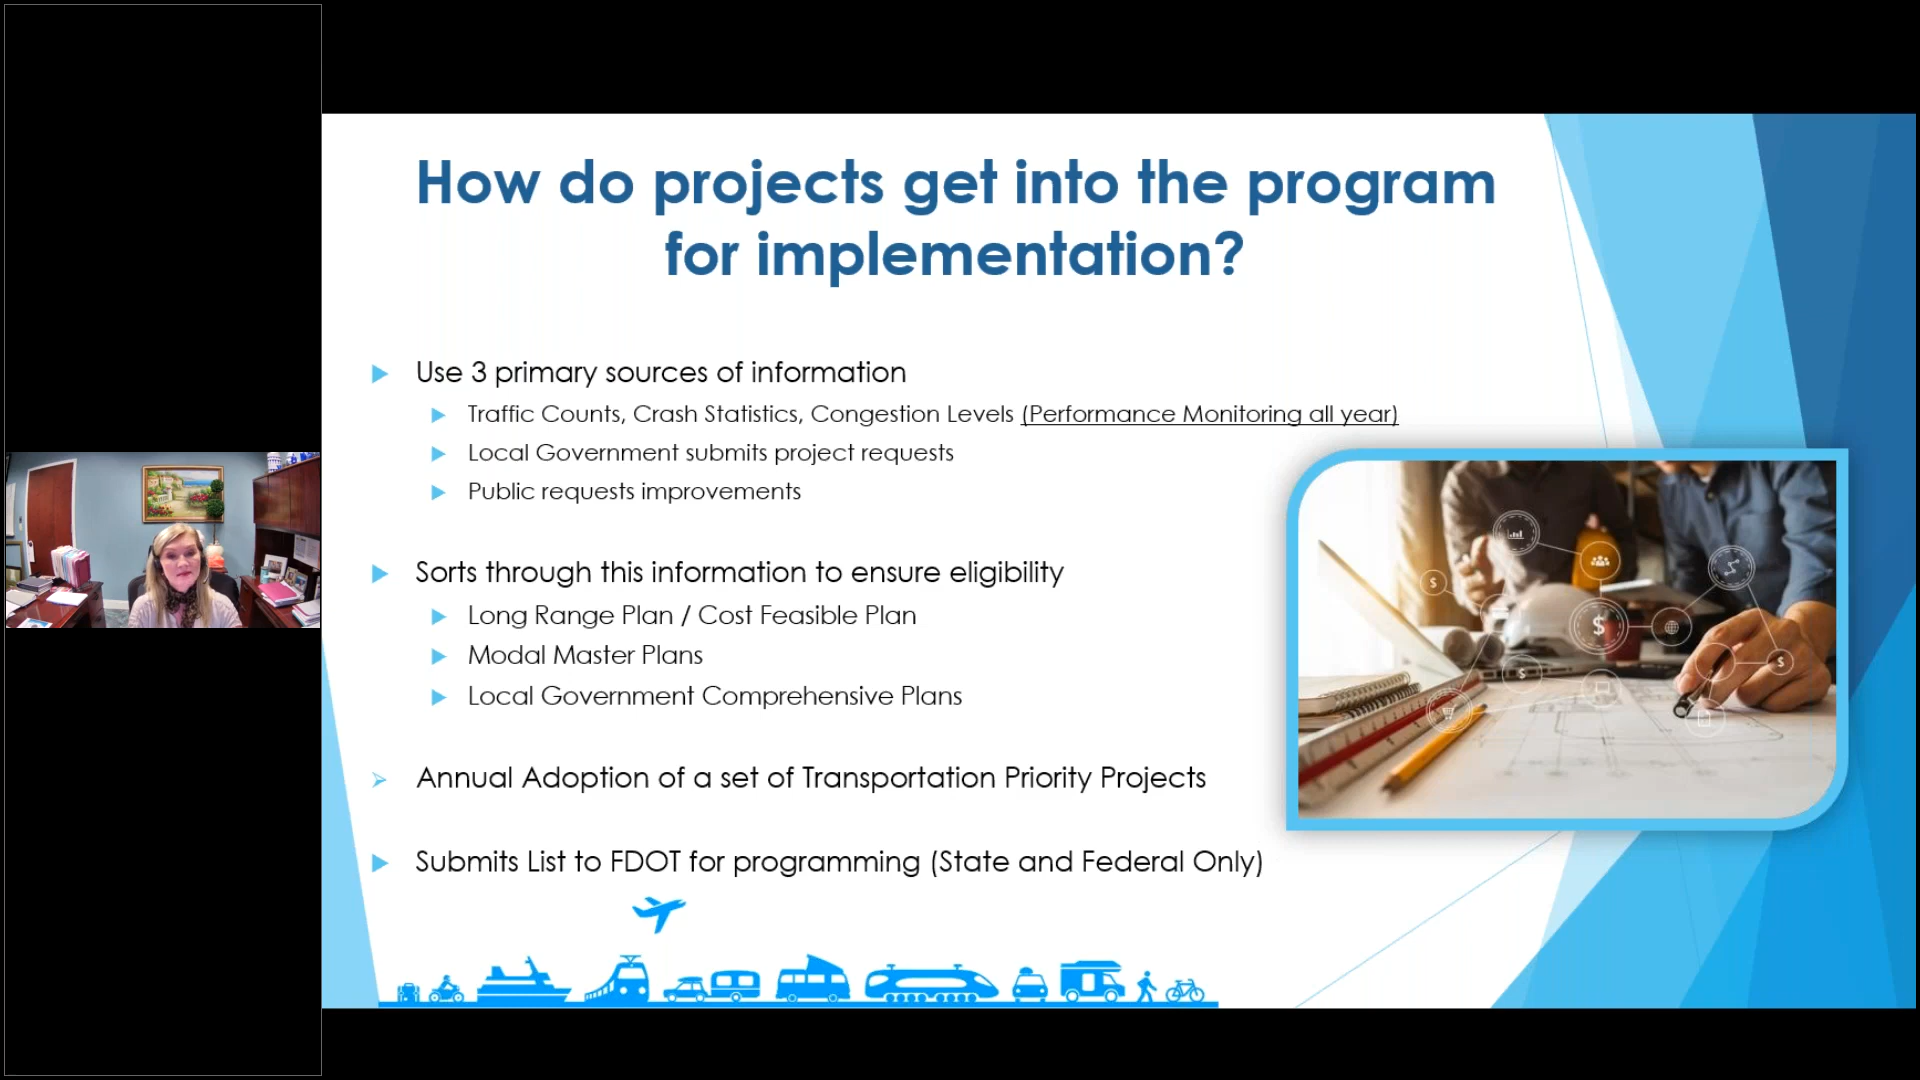 How do projects get into the program
for implementation?
Use 3 primary sources of information
Traffic Counts, Crash Statistics, Congestion Levels (Performance Monitoring all year)
Local Government submits project requests
Public requests improvements
Sorts through this information to ensure eligibility
Long Range Plan / Cost Feasible Plan
Modal Master Plans
Local Government Comprehensive Plans
Annual Adoption of a set of Transportation Priority Projects
Submits List to FDOT for programming (State and Federal Only)